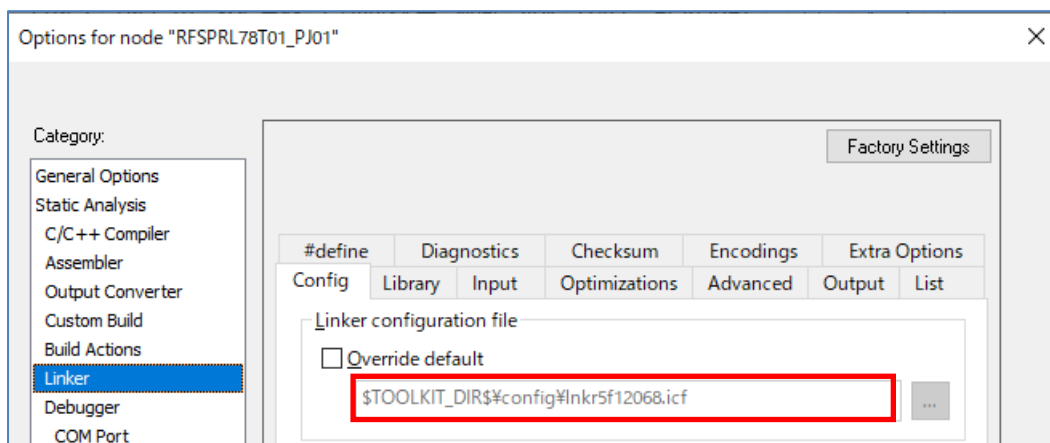 Options for node "RFSPRL78T01_PJ01"
Category:
Factory Settings
General Options
Static Analysis
C/C++ Compiler
Assembler
Output Converter
Custom Build
Build Actions
Linker
Debugger
COM Port
#define Diagnostics Checksum Encodings Extra Options
Config Library Input Optimizations Advanced Output List
Linker configuration file
Override default
$TOOLKIT_DIR$¥config¥lnkr5f12068.icf
...